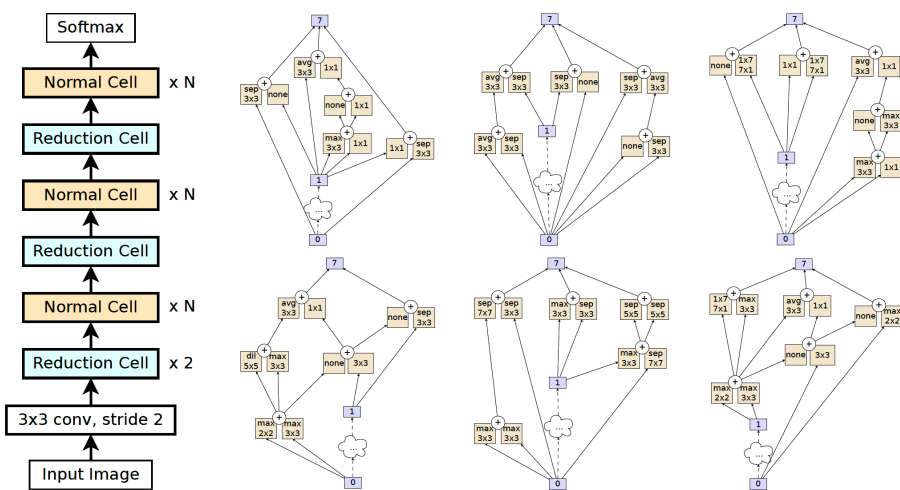 Softmax
Normal Cell x N
Reduction Cell
Normal Cell x N
Reduction Cell
Normal Cell x N
Reduction Cell x 2
3x3 conv, stride 2
Input Image
7
+
avg 1x1
3x3
+
sep none
3x3
+
none 1x1
+
max 1x1
3x3
+
1x1 sep
3x3
1
...
0
7
+ + +
avg sep sep none sep avg
3x3 3x3 3x3 3x3 3x3
1
+ +
avg sep none sep
3x3 3x3 3x3
...
0
7
+ + +
none 1x7 1x1 1x7 avg 1x1
7x1 7x1 3x3
+
none max
3x3
1
+
max 1x1
3x3
...
0
7
+ +
avg 1x1 none sep
3x3 3x3
+ +
dil max none 3x3
5x5 3x3
1
+
max max
2x2 3x3
...
0
7
+ + +
sep sep max sep sep sep
7x7 3x3 3x3 3x3 5x5 5x5
+
max sep
3x3 7x7
1
+
max max
3x3 3x3
...
0
7
+ + +
1x7 max avg 1x1 none max
7x1 3x3 3x3 2x2
+
none 3x3
+
max max
2x2 3x3
1
...
0